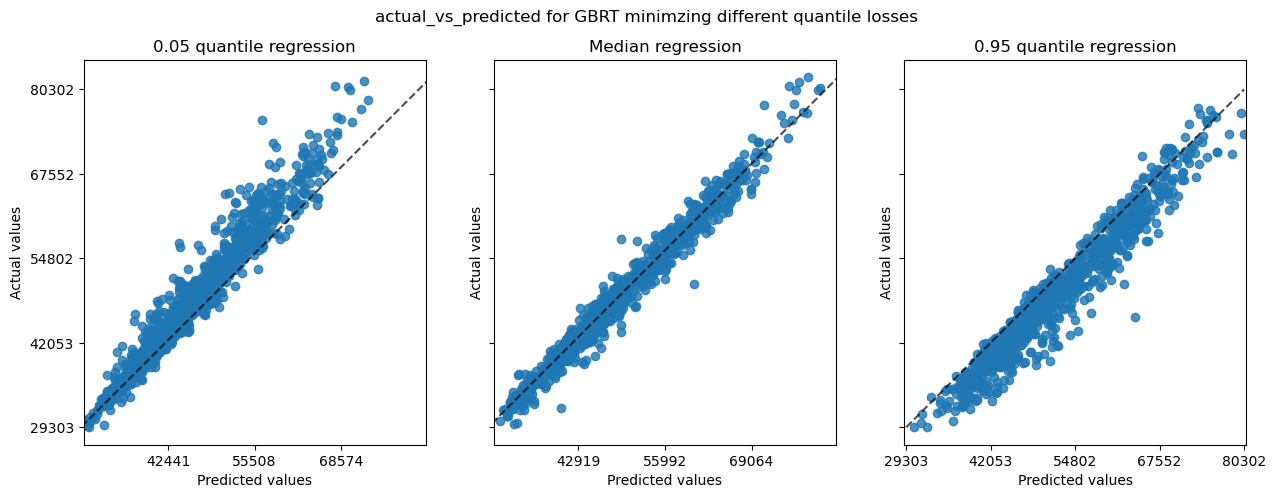 actual_vs_predicted for GBRT minimzing different quantile losses
0.05 quantile regression
Median regression
0.95 quantile regression
Actual values
80302
67552
54802
42053
29303
42441
55508
68574
Predicted values
Actual values
42919
55992
69064
Predicted values
Actual values
29303
42053
54802
67552
80302
Predicted values